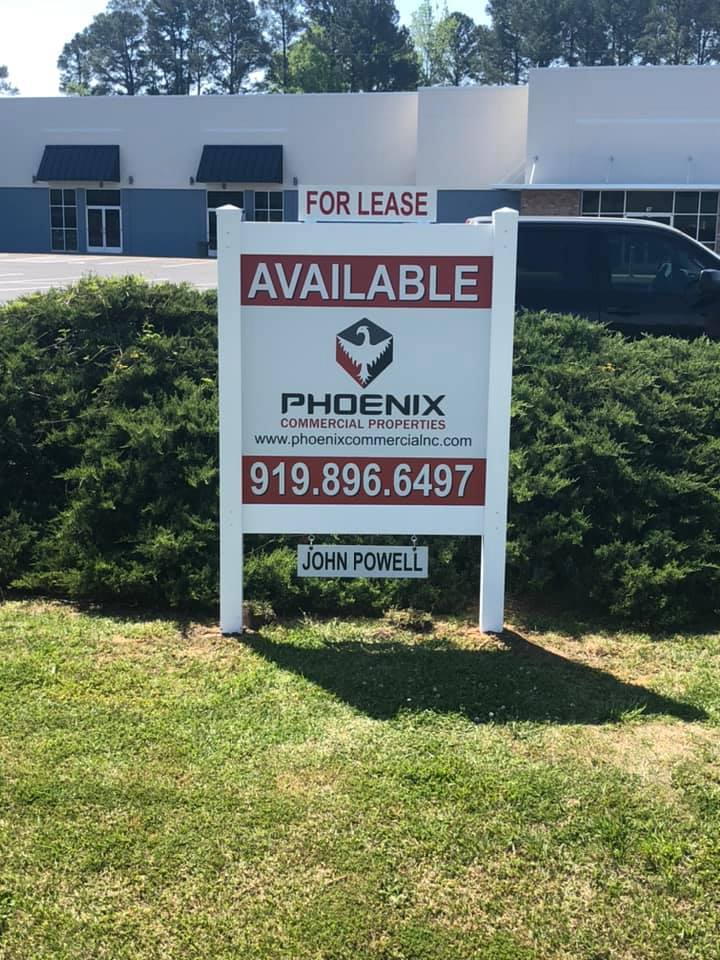 FOR LEASE
AVAILABLE
PHOENIX
COMMERCIAL PROPERTIES
www.phoenixcommercialnc.com
919.896.6497
JOHN POWELL